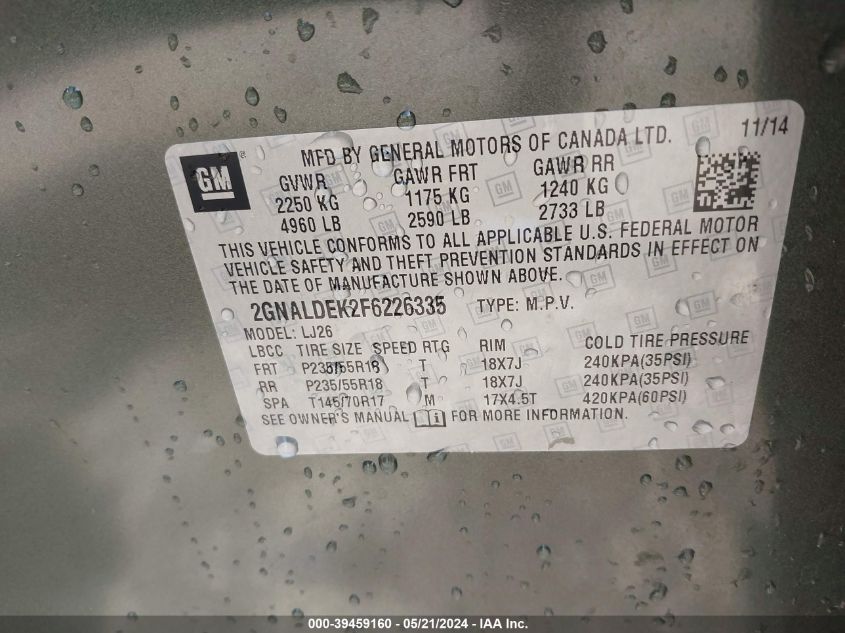 GM ®
MFD BY GENERAL MOTORS OF CANADA LTD. 11/14
GVWR GAWR FRT GAWR RR
2250 KG 1175 KG 1240 KG
4960 LB 2590 LB 2733 LB
THIS VEHICLE CONFORMS TO ALL APPLICABLE U.S. FEDERAL MOTOR
VEHICLE SAFETY AND THEFT PREVENTION STANDARDS IN EFFECT ON
THE DATE OF MANUFACTURE SHOWN ABOVE.
2GNALDEK2F6226335 TYPE: M.P.V.
MODEL: LJ26
LBCC TIRE SIZE SPEED RTG RIM COLD TIRE PRESSURE
FRT P235/55R18 T 18X7J 240KPA(35PSI)
RR P235/55R18 T 18X7J 240KPA(35PSI)
SPA T145/70R17 M 17X4.5T 420KPA(60PSI)
SEE OWNER'S MANUAL FOR MORE INFORMATION.
000-39459160 - 05/21/2024 - IAA Inc.